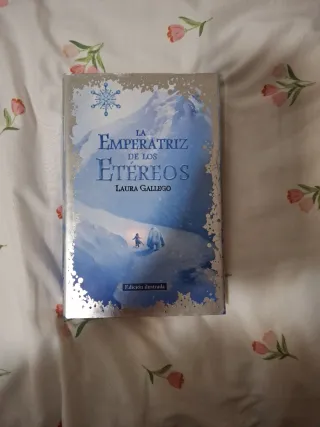 LA
EMPERATRIZ
DE LOS
ETÉREOS
LAURA GALLEGO
Edición ilustrada